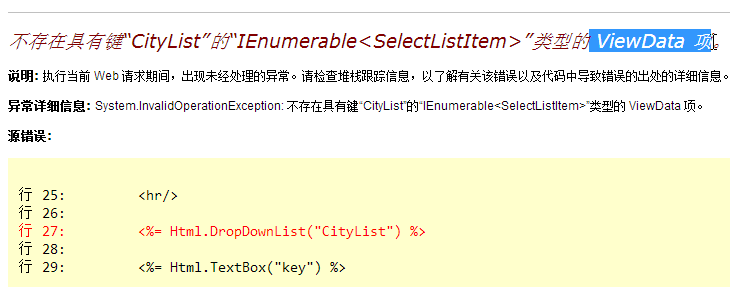 不存在具有键“CityList”的“IEnumerable<SelectListItem>”类型的 ViewData 项。
说明: 执行当前 Web 请求期间，出现未经处理的异常。请检查堆栈跟踪信息，以了解有关该错误以及代码中导致错误的出处的详细信息。
异常详细信息: System.InvalidOperationException: 不存在具有键“CityList”的“IEnumerable<SelectListItem>”类型的 ViewData 项。
源错误:
行 25:         <hr/>
行 26:
行 27:         <%= Html.DropDownList("CityList") %>
行 28:
行 29:         <%= Html.TextBox("key") %>